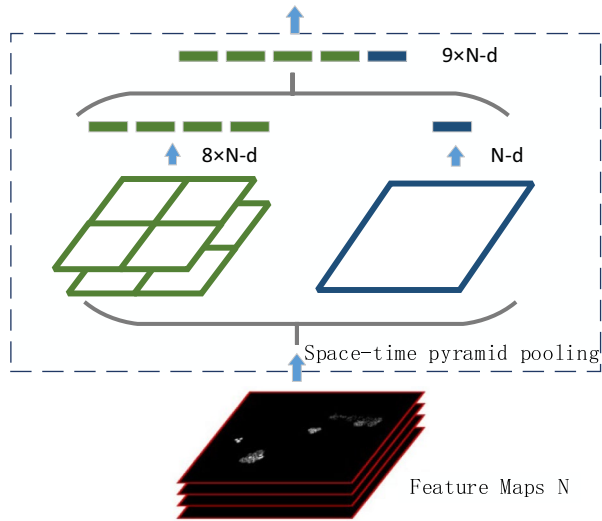 9×N-d
8×N-d
N-d
Space-time pyramid pooling
Feature Maps N